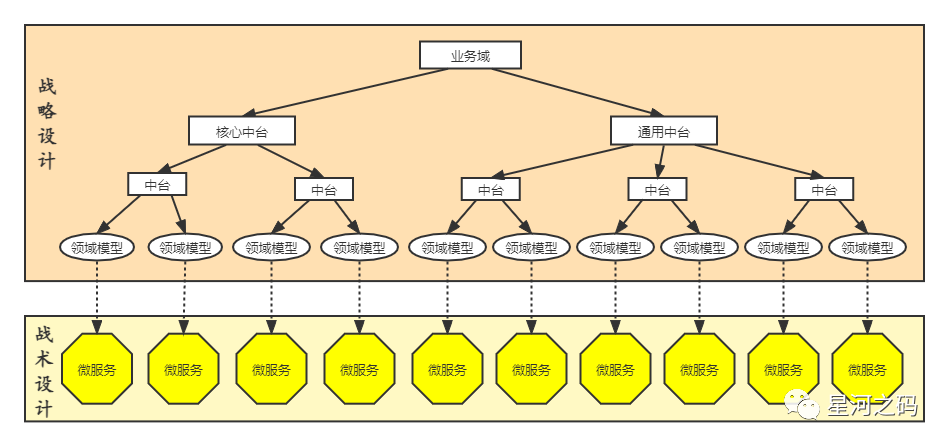 战略设计
业务域
核心中台
通用中台
中台
中台
中台
中台
中台
领域模型
领域模型
领域模型
领域模型
领域模型
领域模型
领域模型
领域模型
领域模型
领域模型
战术设计
微服务
微服务
微服务
微服务
微服务
微服务
微服务
微服务
微服务
微服务
星河之码